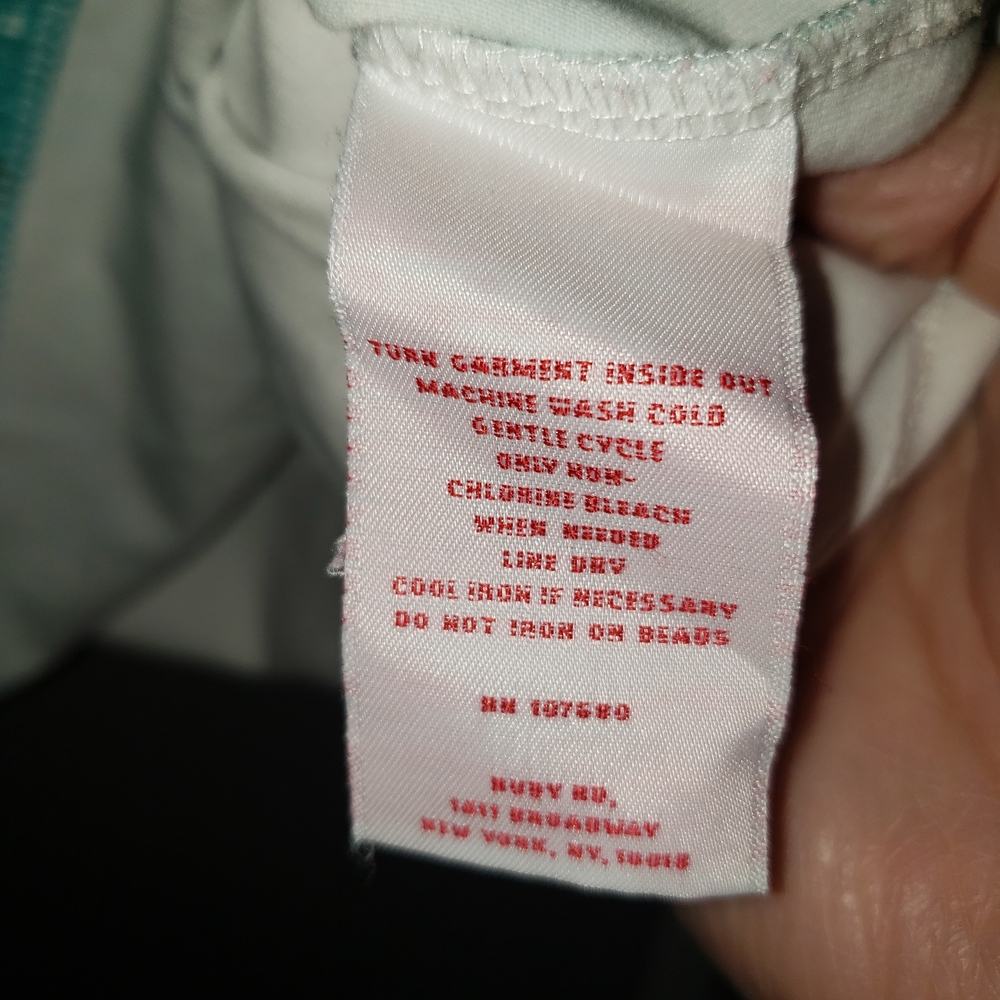 TURN GARMENT INSIDE OUT
MACHINE WASH COLD
GENTLE CYCLE
ONLY NON-
CHLORINE BLEACH
WHEN NEEDED
LINE DRY
COOL IRON IF NECESSARY
DO NOT IRON ON BEADS
RN 107680
RUBY RD.
1411 BROADWAY
NEW YORK, NY, 10018